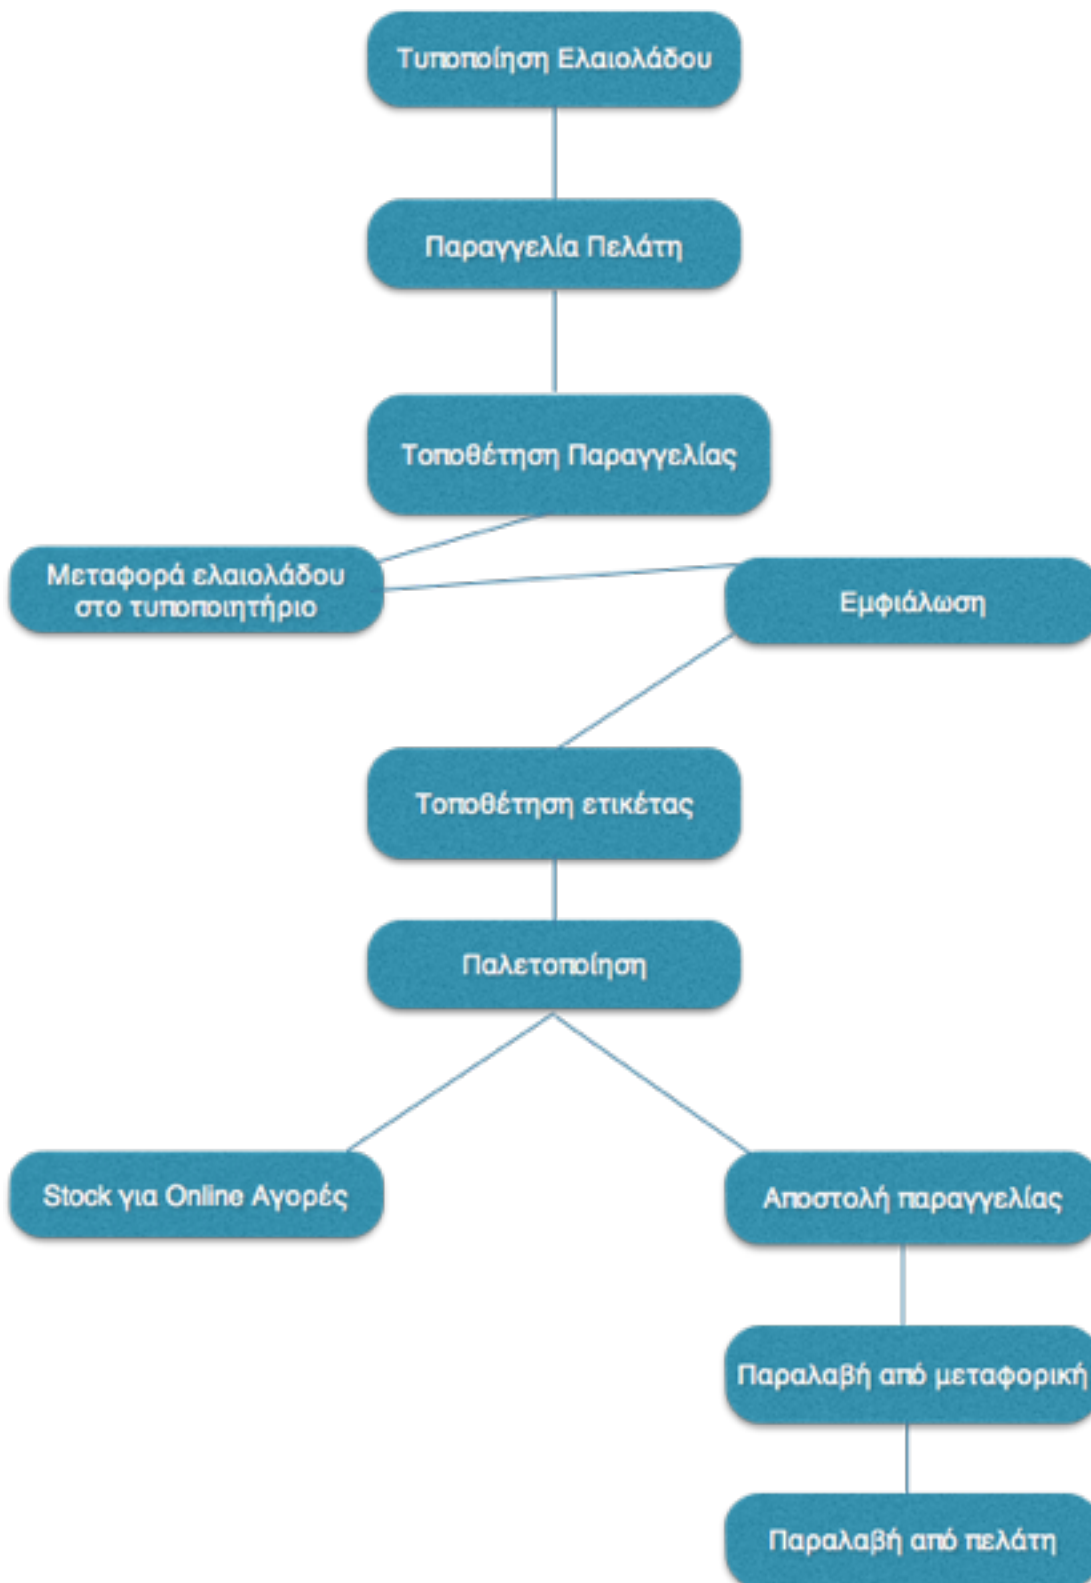 Τυποποίηση Ελαιολάδου
Παραγγελία Πελάτη
Τοποθέτηση Παραγγελίας
Μεταφορά ελαιολάδου
στο τυποποιητήριο
Εμφιάλωση
Τοποθέτηση ετικέτας
Παλετοποίηση
Stock για Online Αγορές
Αποστολή παραγγελίας
Παραλαβή από μεταφορική
Παραλαβή από πελάτη